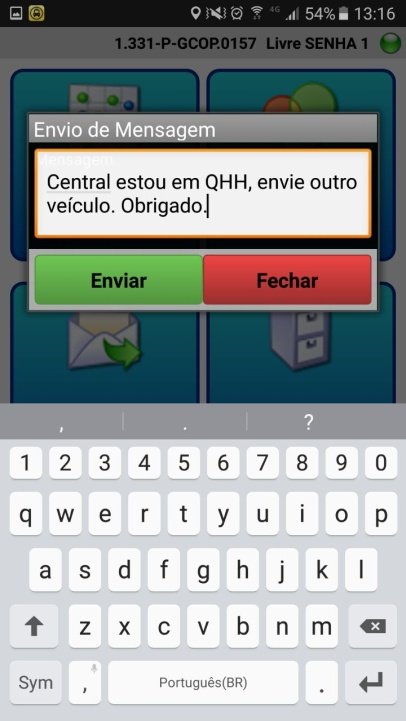 4G 54% 13:16
1.331-P-GCOP.0157 Livre SENHA 1
Envio de Mensagem
Mensagem
Central estou em QHH, envie outro
veículo. Obrigado.
Enviar Fechar
, . ?
1 2 3 4 5 6 7 8 9 0
q w e r t y u i o p
a s d f g h j k l
z x c v b n m
Sym , Português(BR) .